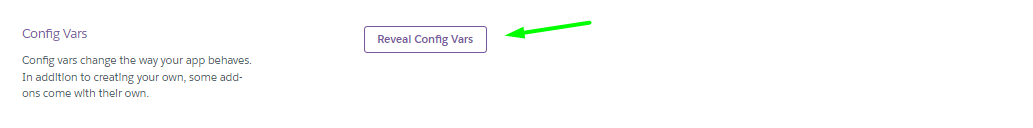 Config Vars
Reveal Config Vars
Config vars change the way your app behaves.
In addition to creating your own, some add-
ons come with their own.